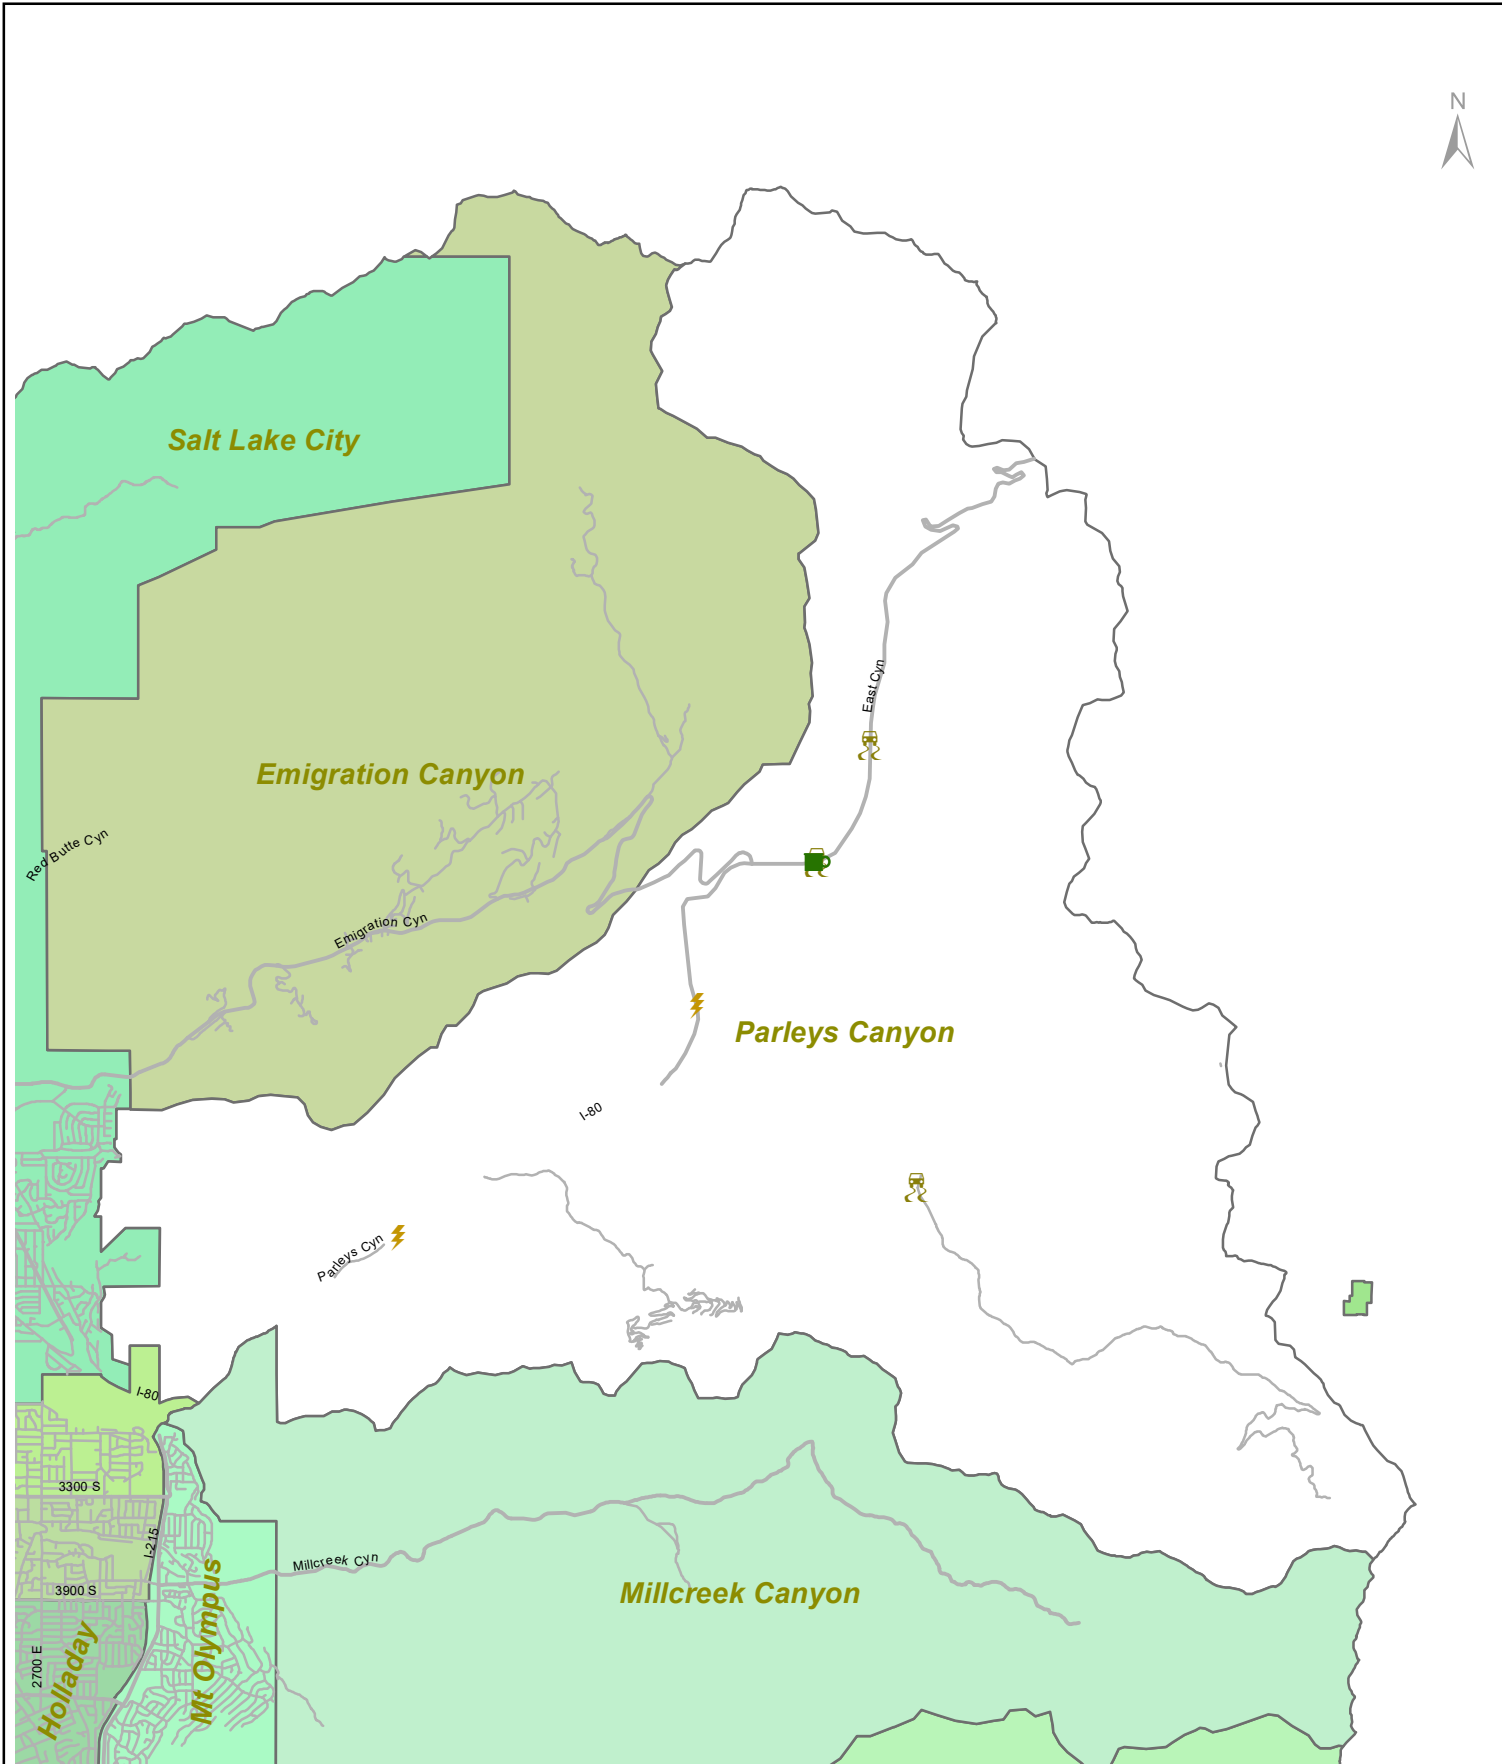 N
Salt Lake City
East Cyn
Emigration Canyon
Red Butte Cyn
Emigration Cyn
Parleys Canyon
I-80
Parleys Cyn
I-80
3300 S
I-215
Millcreek Cyn
3900 S
Millcreek Canyon
Holladay
Mt Olympus
2700 E